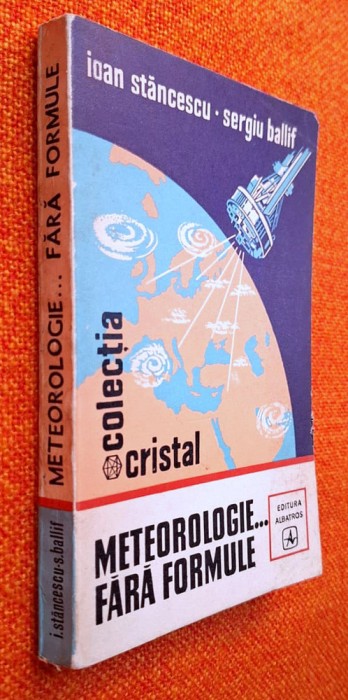 ioan stăncescu • sergiu ballif
colecția
cristal
METEOROLOGIE...
FĂRĂ FORMULE
EDITURA
ALBATROS
i. stăncescu • s. ballif METEOROLOGIE... FĂRĂ FORMULE